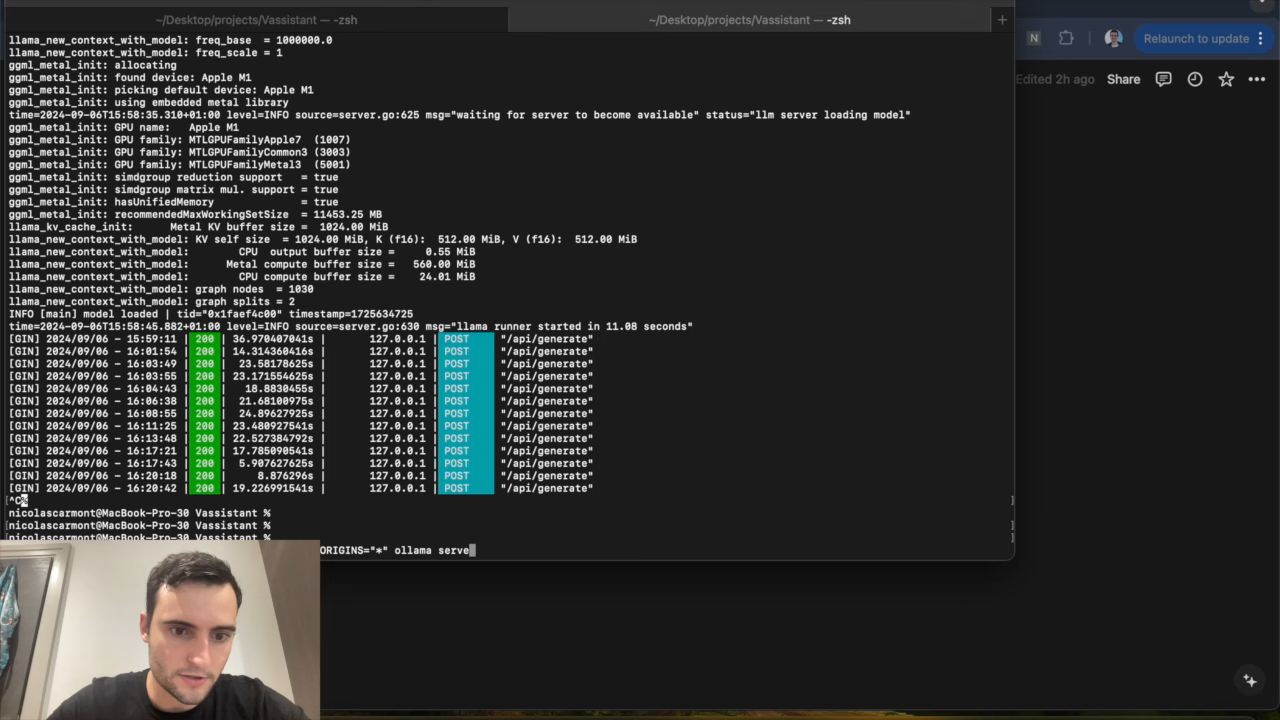 ~/Desktop/projects/Vassistant — -zsh
~/Desktop/projects/Vassistant — -zsh
+
N
Relaunch to update
Edited 2h ago
Share
llama_new_context_with_model: freq_base  = 1000000.0
llama_new_context_with_model: freq_scale = 1
ggml_metal_init: allocating
ggml_metal_init: found device: Apple M1
ggml_metal_init: picking default device: Apple M1
ggml_metal_init: using embedded metal library
time=2024-09-06T15:58:35.310+01:00 level=INFO source=server.go:625 msg="waiting for server to become available" status="llm server loading model"
ggml_metal_init: GPU name:   Apple M1
ggml_metal_init: GPU family: MTLGPUFamilyApple7  (1007)
ggml_metal_init: GPU family: MTLGPUFamilyCommon3 (3003)
ggml_metal_init: GPU family: MTLGPUFamilyMetal3  (5001)
ggml_metal_init: simdgroup reduction support   = true
ggml_metal_init: simdgroup matrix mul. support = true
ggml_metal_init: hasUnifiedMemory              = true
ggml_metal_init: recommendedMaxWorkingSetSize  = 11453.25 MB
llama_kv_cache_init:      Metal KV buffer size =  1024.00 MiB
llama_new_context_with_model: KV self size  = 1024.00 MiB, K (f16):  512.00 MiB, V (f16):  512.00 MiB
llama_new_context_with_model:        CPU  output buffer size =     0.55 MiB
llama_new_context_with_model:      Metal compute buffer size =   560.00 MiB
llama_new_context_with_model:        CPU compute buffer size =    24.01 MiB
llama_new_context_with_model: graph nodes  = 1030
llama_new_context_with_model: graph splits = 2
INFO [main] model loaded | tid="0x1faef4c00" timestamp=1725634725
time=2024-09-06T15:58:45.882+01:00 level=INFO source=server.go:630 msg="llama runner started in 11.08 seconds"
[GIN] 2024/09/06 - 15:59:11 | 200 | 36.970407041s |       127.0.0.1 | POST     "/api/generate"
[GIN] 2024/09/06 - 16:01:54 | 200 | 14.314360416s |       127.0.0.1 | POST     "/api/generate"
[GIN] 2024/09/06 - 16:03:49 | 200 |  23.58178625s |       127.0.0.1 | POST     "/api/generate"
[GIN] 2024/09/06 - 16:03:55 | 200 | 23.171554625s |       127.0.0.1 | POST     "/api/generate"
[GIN] 2024/09/06 - 16:04:43 | 200 |   18.8830455s |       127.0.0.1 | POST     "/api/generate"
[GIN] 2024/09/06 - 16:06:38 | 200 |  21.68100975s |       127.0.0.1 | POST     "/api/generate"
[GIN] 2024/09/06 - 16:08:55 | 200 |  24.89627925s |       127.0.0.1 | POST     "/api/generate"
[GIN] 2024/09/06 - 16:11:25 | 200 | 23.480927541s |       127.0.0.1 | POST     "/api/generate"
[GIN] 2024/09/06 - 16:13:48 | 200 | 22.527384792s |       127.0.0.1 | POST     "/api/generate"
[GIN] 2024/09/06 - 16:17:21 | 200 | 17.785090541s |       127.0.0.1 | POST     "/api/generate"
[GIN] 2024/09/06 - 16:17:43 | 200 |  5.907627625s |       127.0.0.1 | POST     "/api/generate"
[GIN] 2024/09/06 - 16:20:18 | 200 |     8.876296s |       127.0.0.1 | POST     "/api/generate"
[GIN] 2024/09/06 - 16:20:42 | 200 | 19.226991541s |       127.0.0.1 | POST     "/api/generate"
^C%
nicolascarmont@MacBook-Pro-30 Vassistant %
nicolascarmont@MacBook-Pro-30 Vassistant %
nicolascarmont@MacBook-Pro-30 Vassistant %
ORIGINS="*" ollama serve